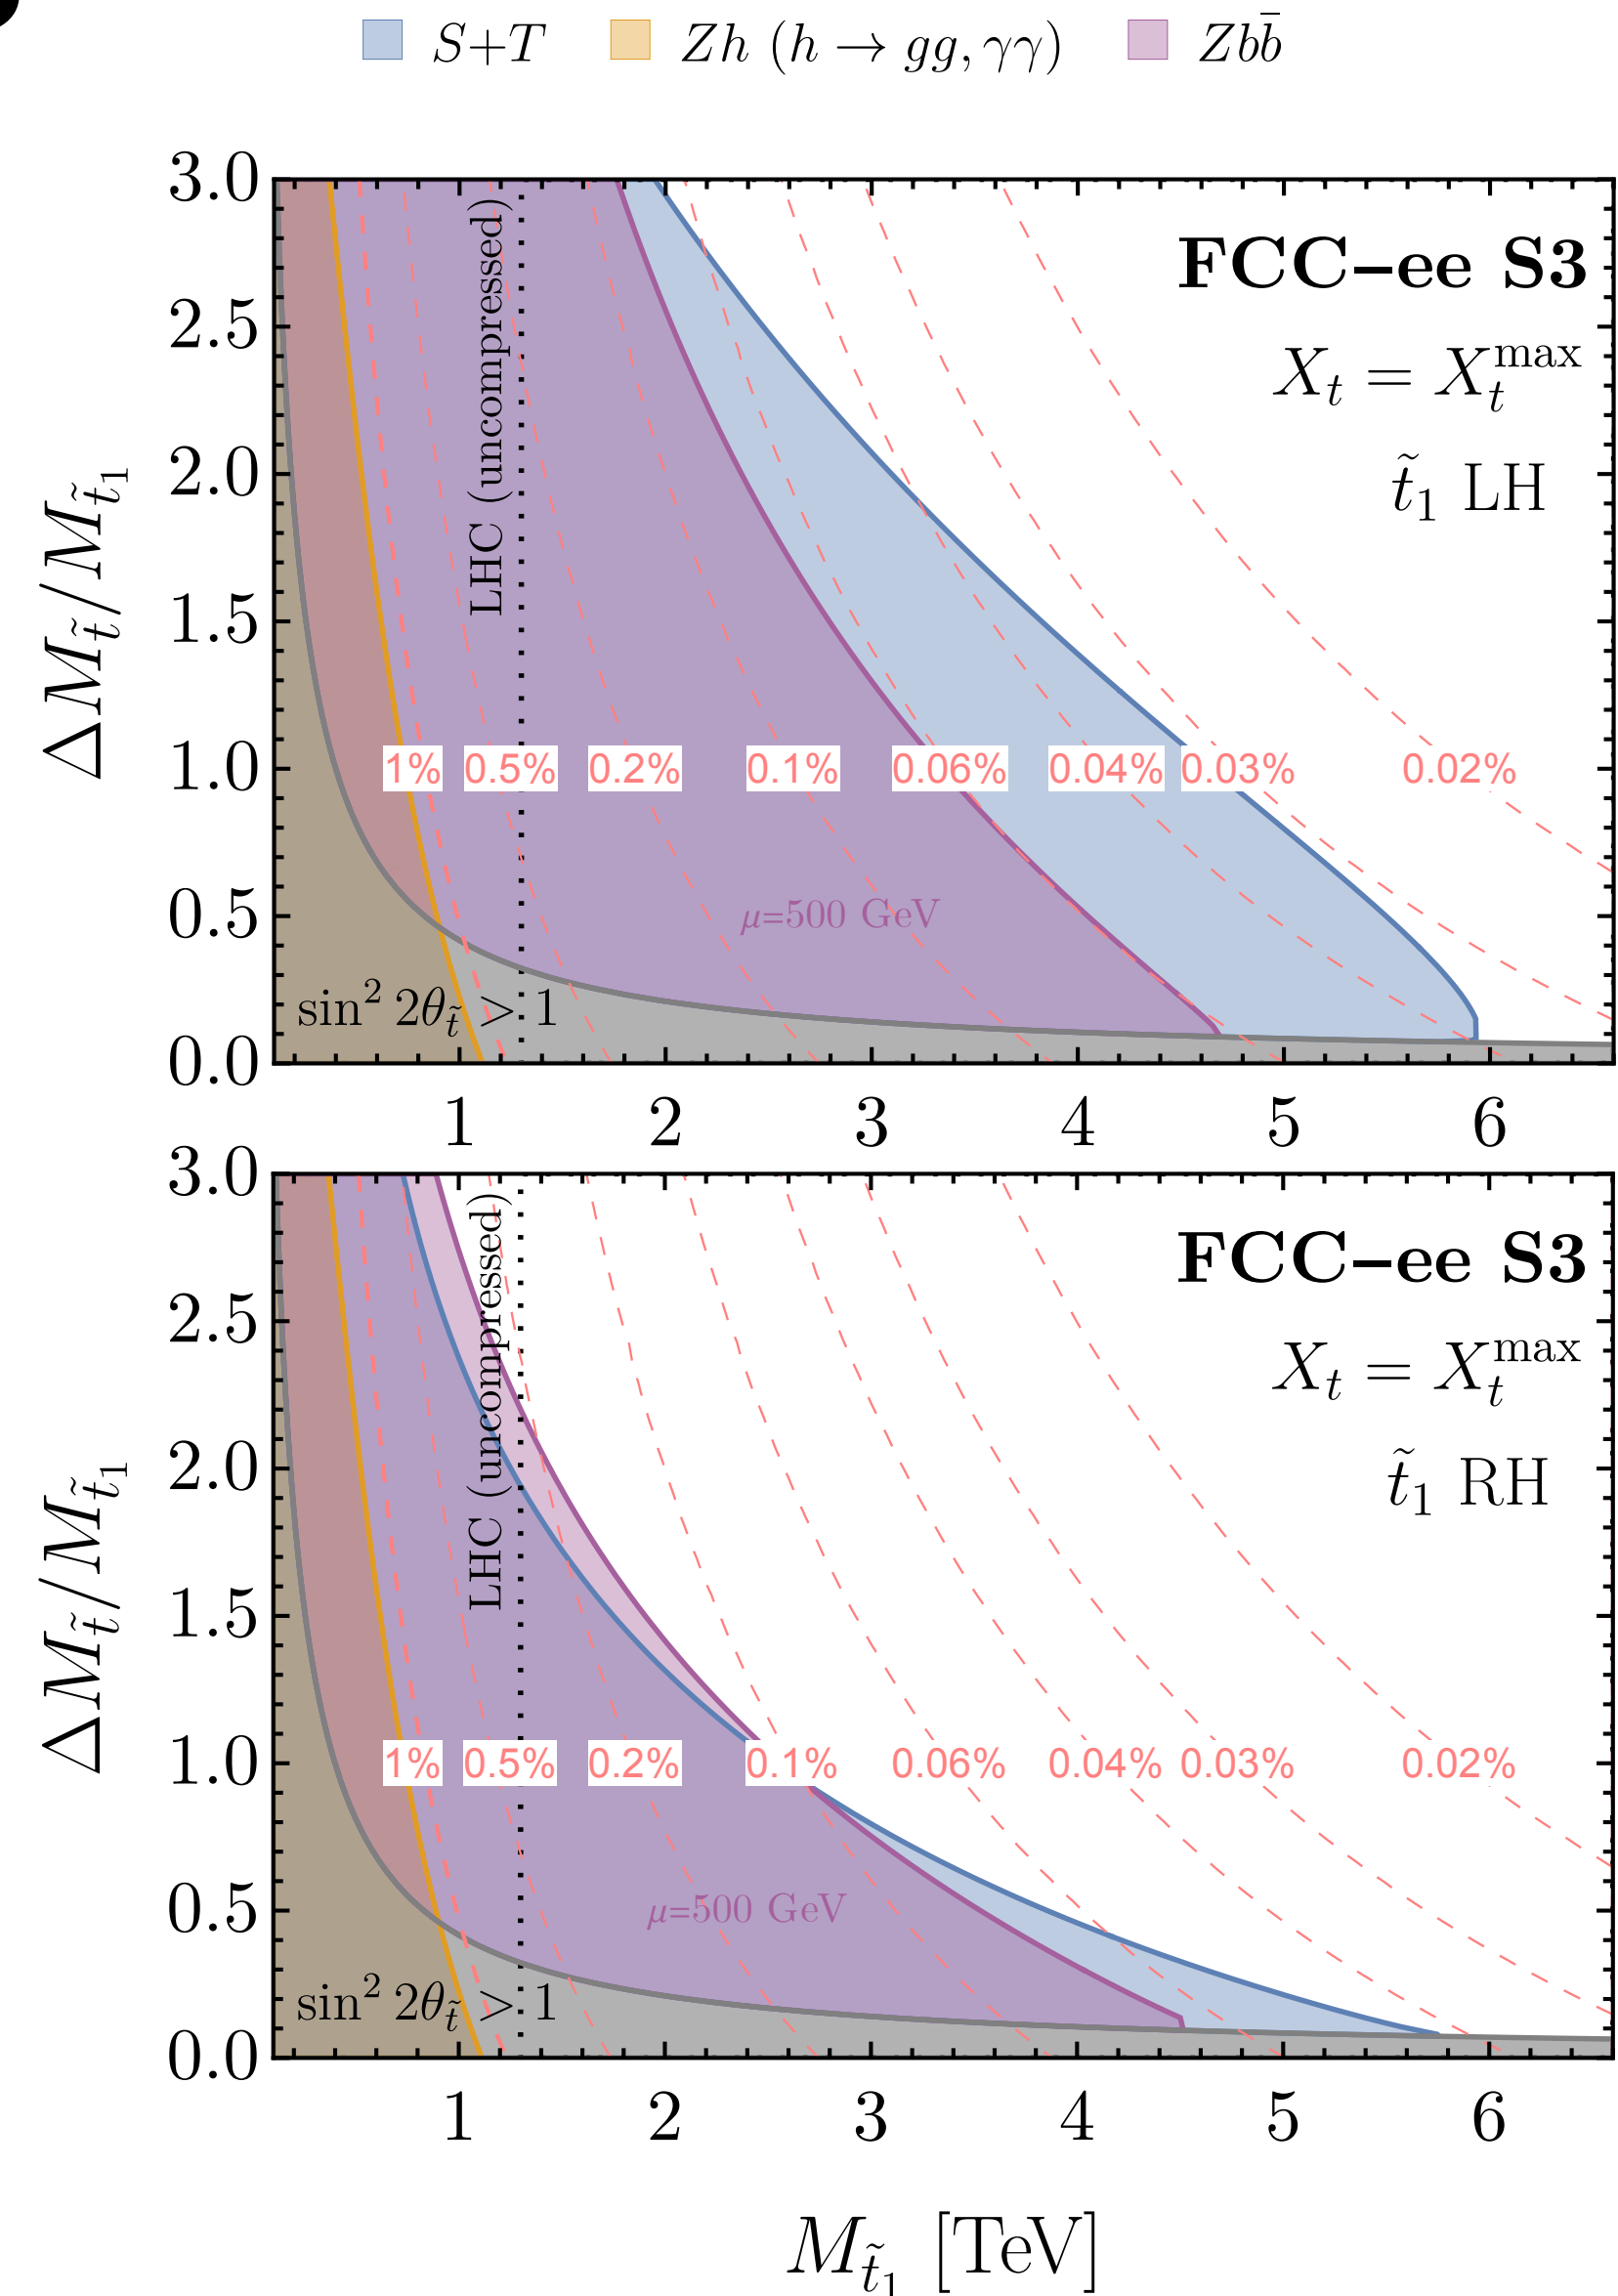 S+T Zh (h → gg, γγ) Zbb̄
3.0
2.5
2.0
1.5
1.0
0.5
0.0
ΔM_t̃/M_t̃₁
LHC (uncompressed)
FCC–ee S3
X_t = X_t^max
t̃₁ LH
1% 0.5% 0.2% 0.1% 0.06% 0.04% 0.03% 0.02%
μ=500 GeV
sin² 2θ_t̃ > 1
1 2 3 4 5 6
3.0
2.5
2.0
1.5
1.0
0.5
0.0
ΔM_t̃/M_t̃₁
LHC (uncompressed)
FCC–ee S3
X_t = X_t^max
t̃₁ RH
1% 0.5% 0.2% 0.1% 0.06% 0.04% 0.03% 0.02%
μ=500 GeV
sin² 2θ_t̃ > 1
1 2 3 4 5 6
M_t̃₁ [TeV]